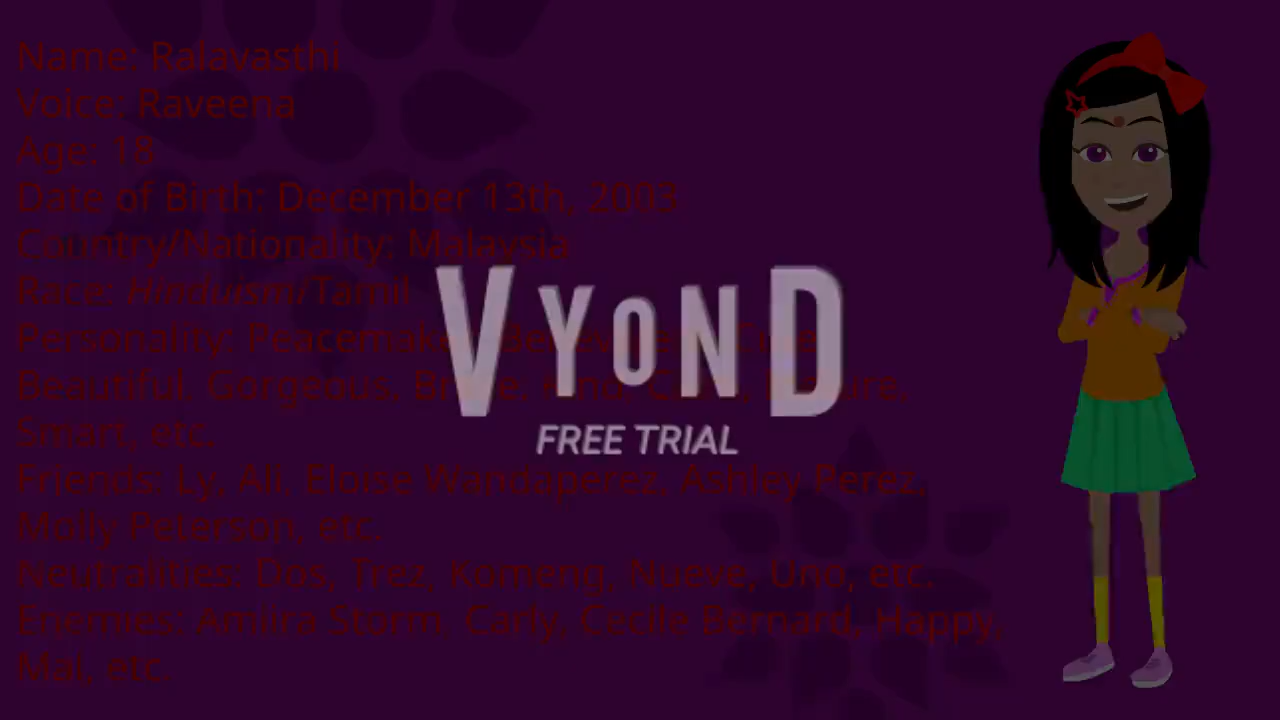 Name: Ralavasthi
Voice: Raveena
Age: 18
Date of Birth: December 13th, 2003
Country/Nationality: Malaysia
Race: Hinduism/Tamil
Personality: Peacemaker,
Beautiful, Gorgeous,
Smart, etc.
Friends: Ly, Ali, Eloise Wandaperez, Ashley Perez,
Molly Peterson, etc.
Neutralities: Dos, Trez, Komeng, Nueve, Uno, etc.
Enemies: Amiira Storm, Carly, Cecile Bernard, Happy,
Mai, etc.
VYOND
FREE TRIAL